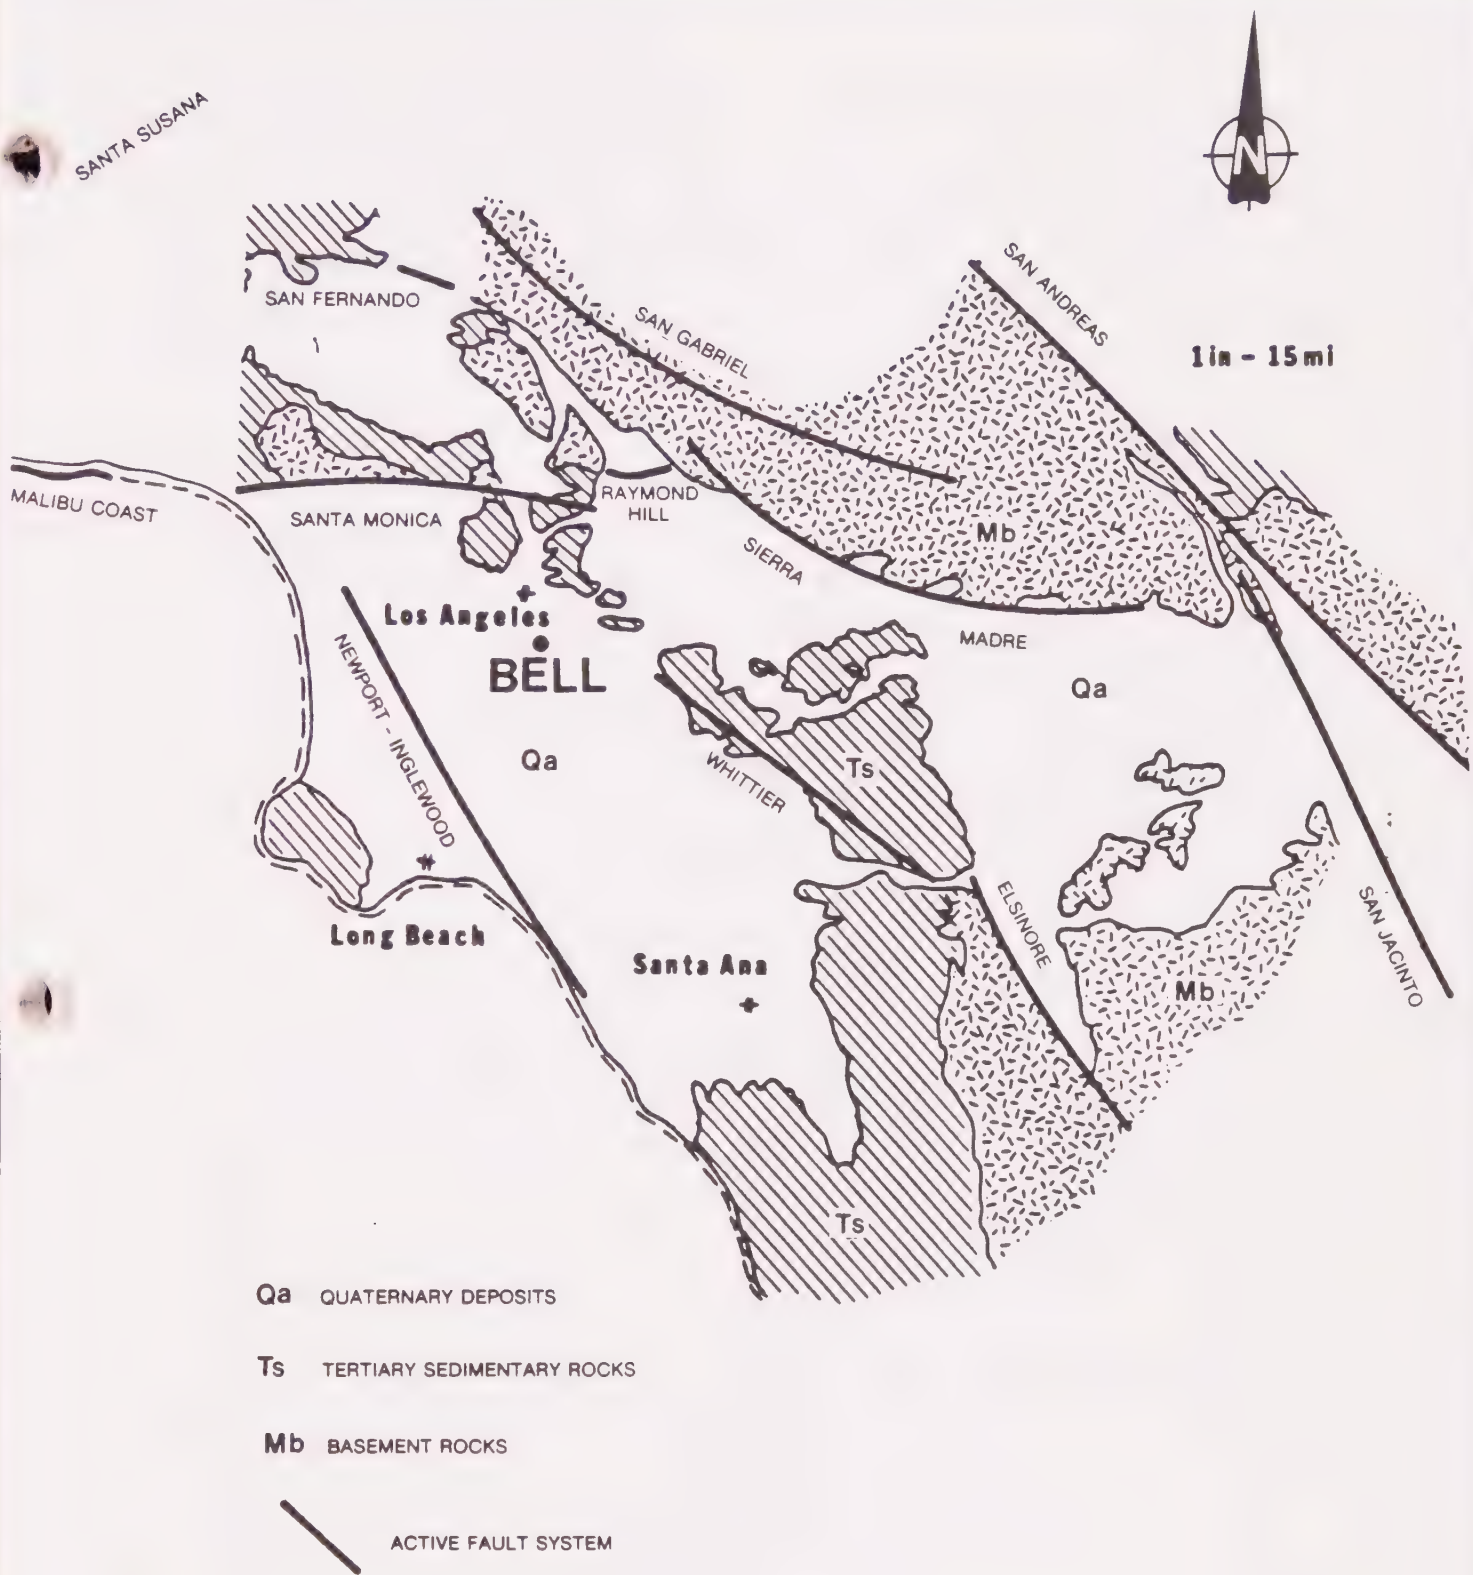 SANTA SUSANA
N
SAN FERNANDO
SAN GABRIEL
SAN ANDREAS
1in - 15mi
MALIBU COAST
SANTA MONICA
RAYMOND
HILL
SIERRA
Mb
Los Angeles
BELL
MADRE
NEWPORT - INGLEWOOD
Qa
Qa
WHITTIER
Ts
Long Beach
Santa Ana
ELSINORE
Mb
SAN JACINTO
Ts
Qa QUATERNARY DEPOSITS
Ts TERTIARY SEDIMENTARY ROCKS
Mb BASEMENT ROCKS
ACTIVE FAULT SYSTEM